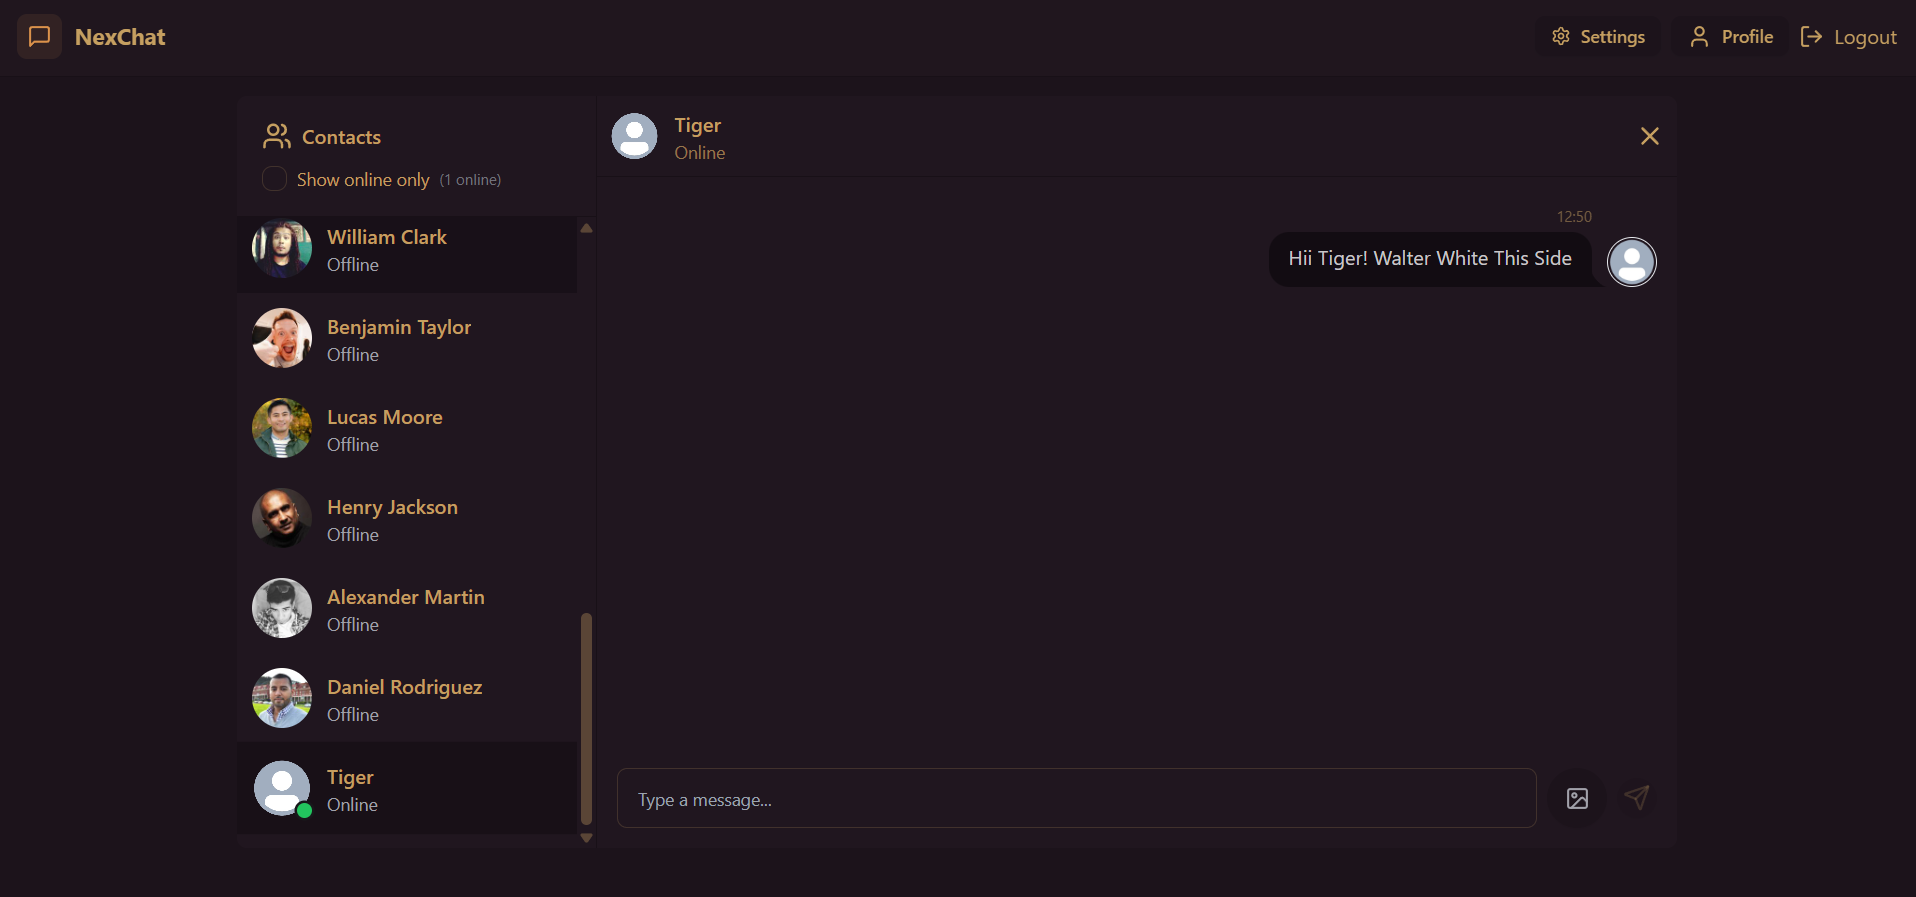 NexChat
Settings
Profile
Logout
Contacts
Show online only (1 online)
William Clark
Offline
Benjamin Taylor
Offline
Lucas Moore
Offline
Henry Jackson
Offline
Alexander Martin
Offline
Daniel Rodriguez
Offline
Tiger
Online
Tiger
Online
12:50
Hii Tiger! Walter White This Side
Type a message...